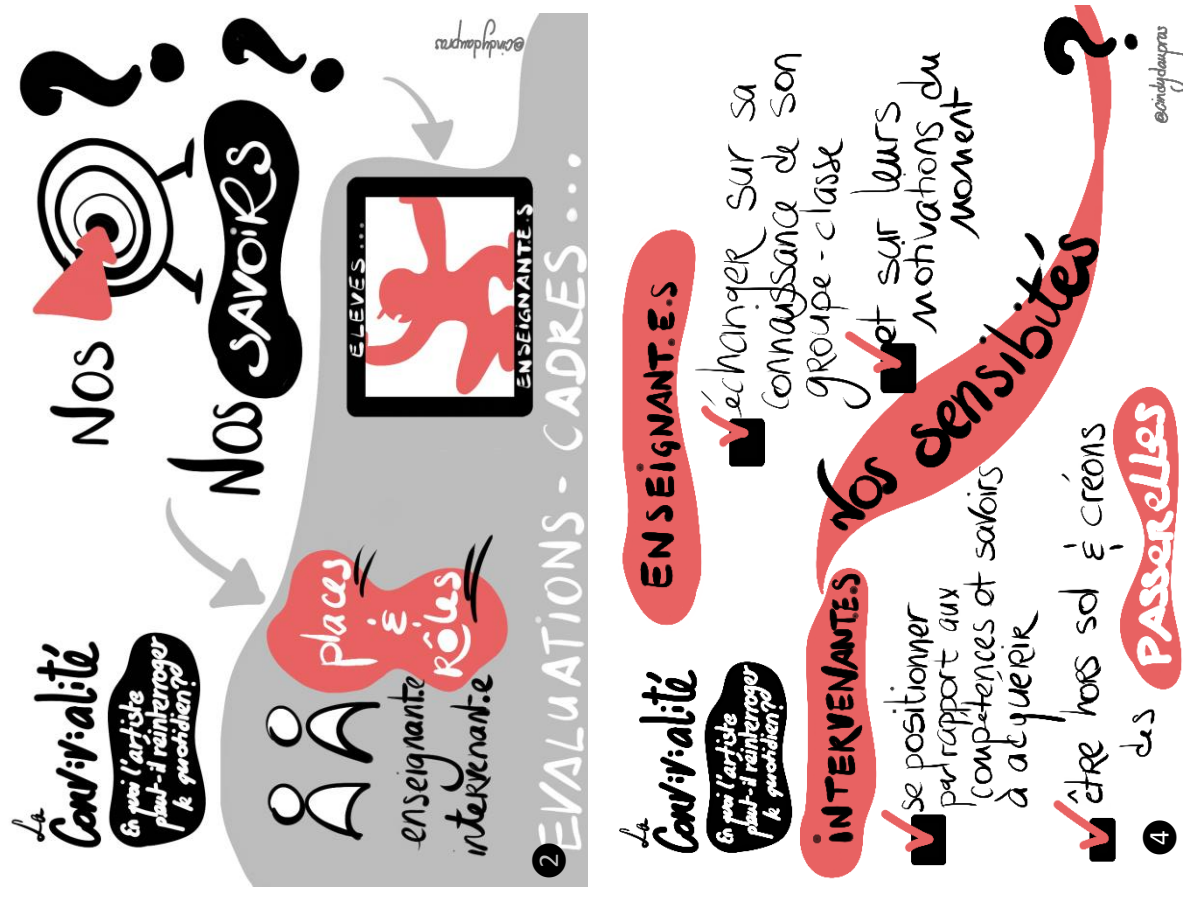 La
Convivialité
En quoi l'artiste
peut-il réinterroger
le quotidien?
Nos ?
Nos SAVOIRS ?
places
&
RÔLES
enseignant.e
intervenant.e
ELEVES...
ENSEIGNANT.E.S
EVALUATIONS - CADRES...
2
@cindydaupras
La
Convivialité
En quoi l'artiste
peut-il réinterroger
le quotidien?
ENSEIGNANT.E.S
échanger sur sa
connaissance de son
groupe-classe
et sur leurs
motivations du
moment
INTERVENANT.E.S
se positionner
par rapport aux
compétences et savoirs
à acquérir
être hors sol & créons
des PASSERELLES
Nos sensibités ?
4
@cindydaupras